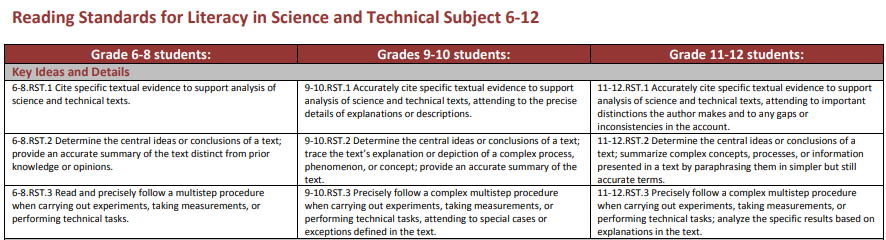 Reading Standards for Literacy in Science and Technical Subject 6-12
Grade 6-8 students:
Grades 9-10 students:
Grade 11-12 students:
Key Ideas and Details
6-8.RST.1 Cite specific textual evidence to support analysis of
science and technical texts.
9-10.RST.1 Accurately cite specific textual evidence to support
analysis of science and technical texts, attending to the precise
details of explanations or descriptions.
11-12.RST.1 Accurately cite specific textual evidence to support
analysis of science and technical texts, attending to important
distinctions the author makes and to any gaps or
inconsistencies in the account.
6-8.RST.2 Determine the central ideas or conclusions of a text;
provide an accurate summary of the text distinct from prior
knowledge or opinions.
9-10.RST.2 Determine the central ideas or conclusions of a text;
trace the text's explanation or depiction of a complex process,
phenomenon, or concept; provide an accurate summary of the
text.
11-12.RST.2 Determine the central ideas or conclusions of a
text; summarize complex concepts, processes, or information
presented in a text by paraphrasing them in simpler but still
accurate terms.
6-8.RST.3 Read and precisely follow a multistep procedure
when carrying out experiments, taking measurements, or
performing technical tasks.
9-10.RST.3 Precisely follow a complex multistep procedure
when carrying out experiments, taking measurements, or
performing technical tasks, attending to special cases or
exceptions defined in the text.
11-12.RST.3 Precisely follow a complex multistep procedure
when carrying out experiments, taking measurements, or
performing technical tasks; analyze the specific results based on
explanations in the text.